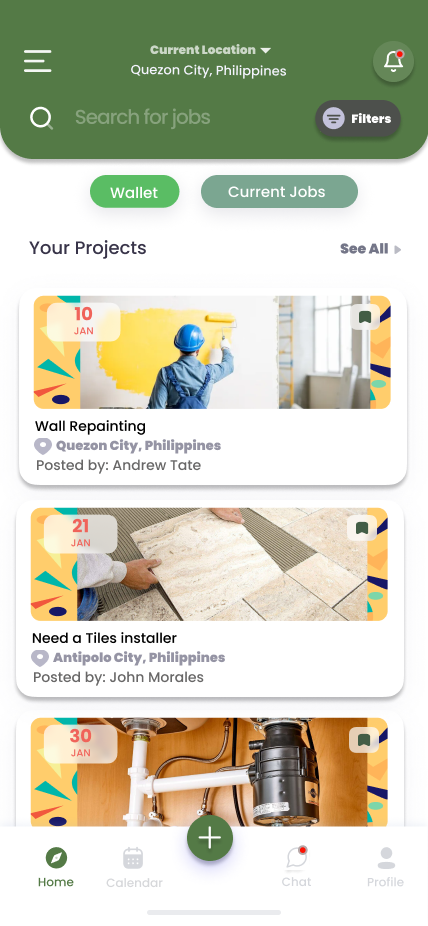 Current Location
Quezon City, Philippines
Search for jobs
Filters
Wallet
Current Jobs
Your Projects
See All
10
JAN
Wall Repainting
Quezon City, Philippines
Posted by: Andrew Tate
21
JAN
Need a Tiles installer
Antipolo City, Philippines
Posted by: John Morales
30
JAN
Home
Calendar
Chat
Profile